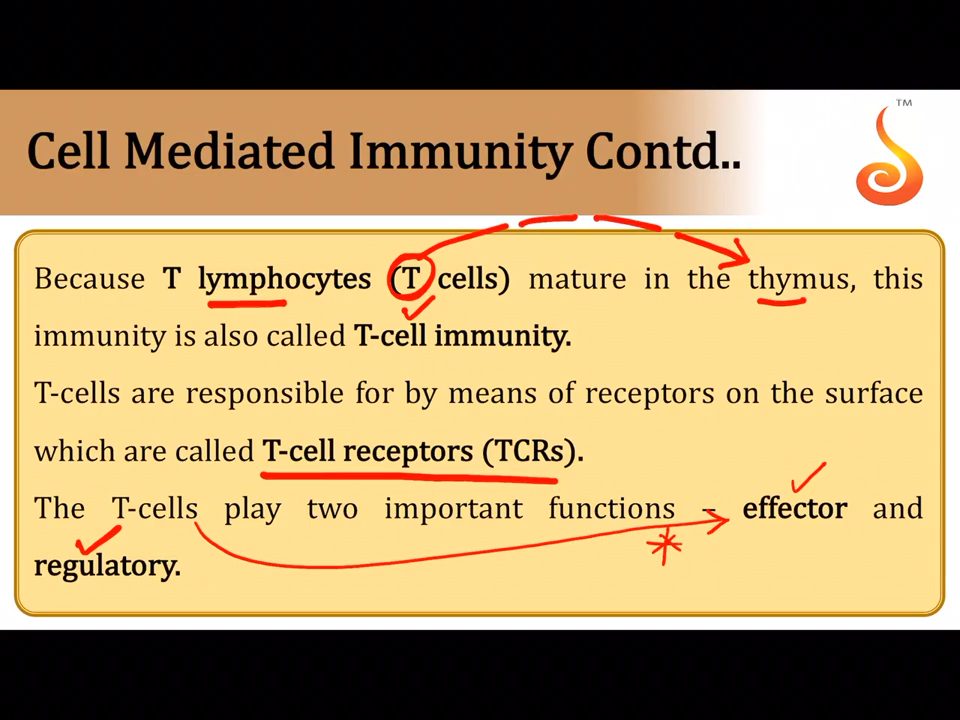 Cell Mediated Immunity Contd..
TM
Because T lymphocytes (T cells) mature in the thymus, this
immunity is also called T-cell immunity.
T-cells are responsible for by means of receptors on the surface
which are called T-cell receptors (TCRs).
The T-cells play two important functions – effector and
regulatory.